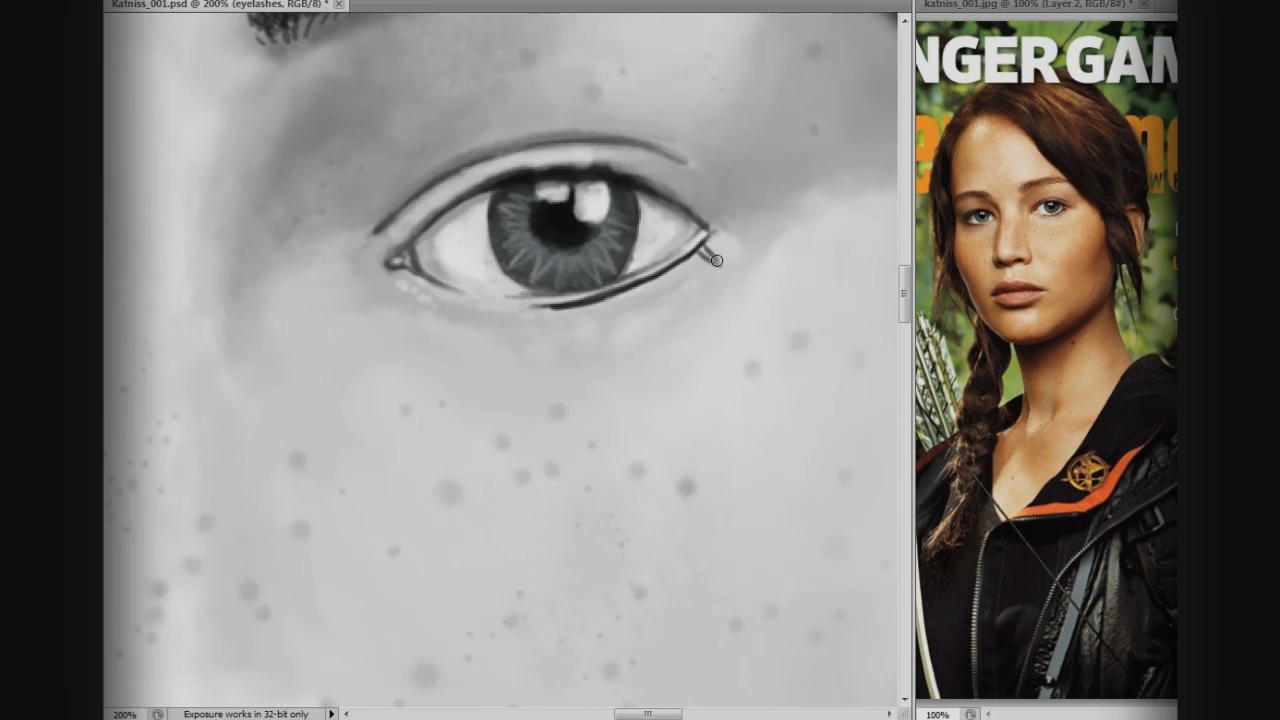 Katniss_001.psd @ 200% (eyelashes, RGB/8) *
katniss_001.jpg @ 100% (Layer 2, RGB/8#) *
NGER GAM
200%
Exposure works in 32-bit only
100%